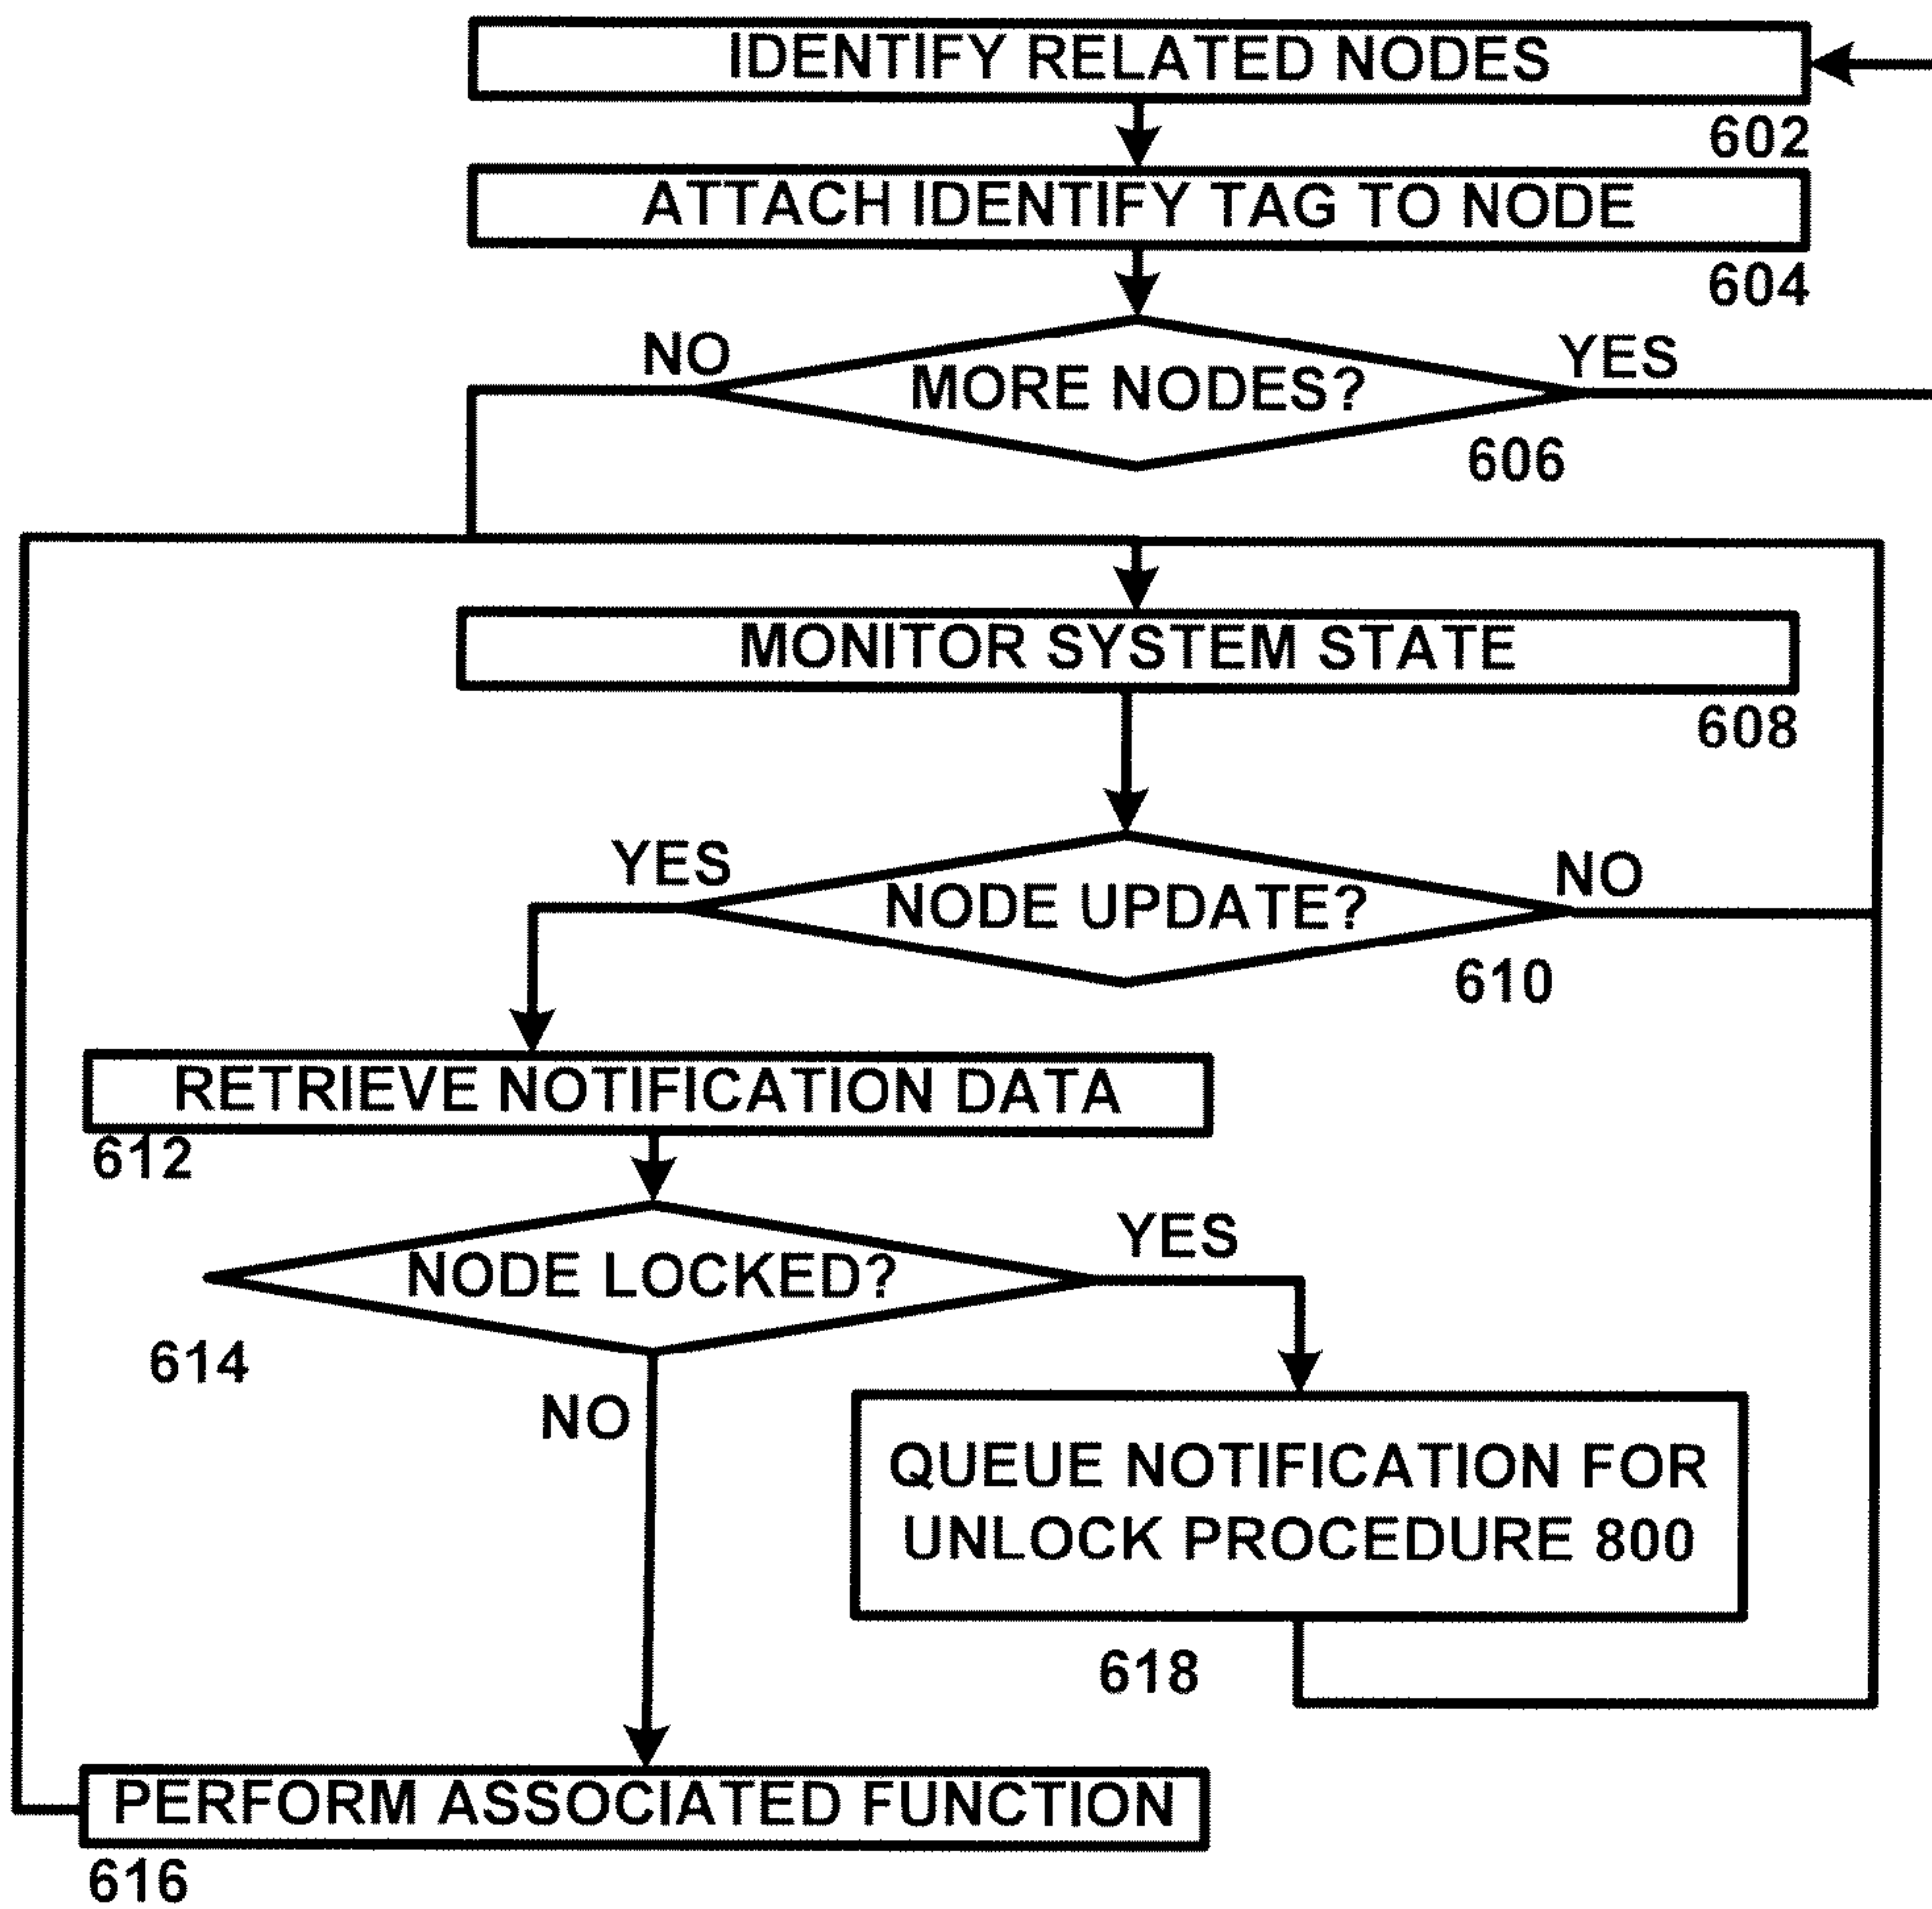 IDENTIFY RELATED NODES
602
ATTACH IDENTIFY TAG TO NODE
604
NO
YES
MORE NODES?
606
MONITOR SYSTEM STATE
608
YES
NO
NODE UPDATE?
610
RETRIEVE NOTIFICATION DATA
612
YES
NODE LOCKED?
614
NO
QUEUE NOTIFICATION FOR
UNLOCK PROCEDURE 800
618
PERFORM ASSOCIATED FUNCTION
616